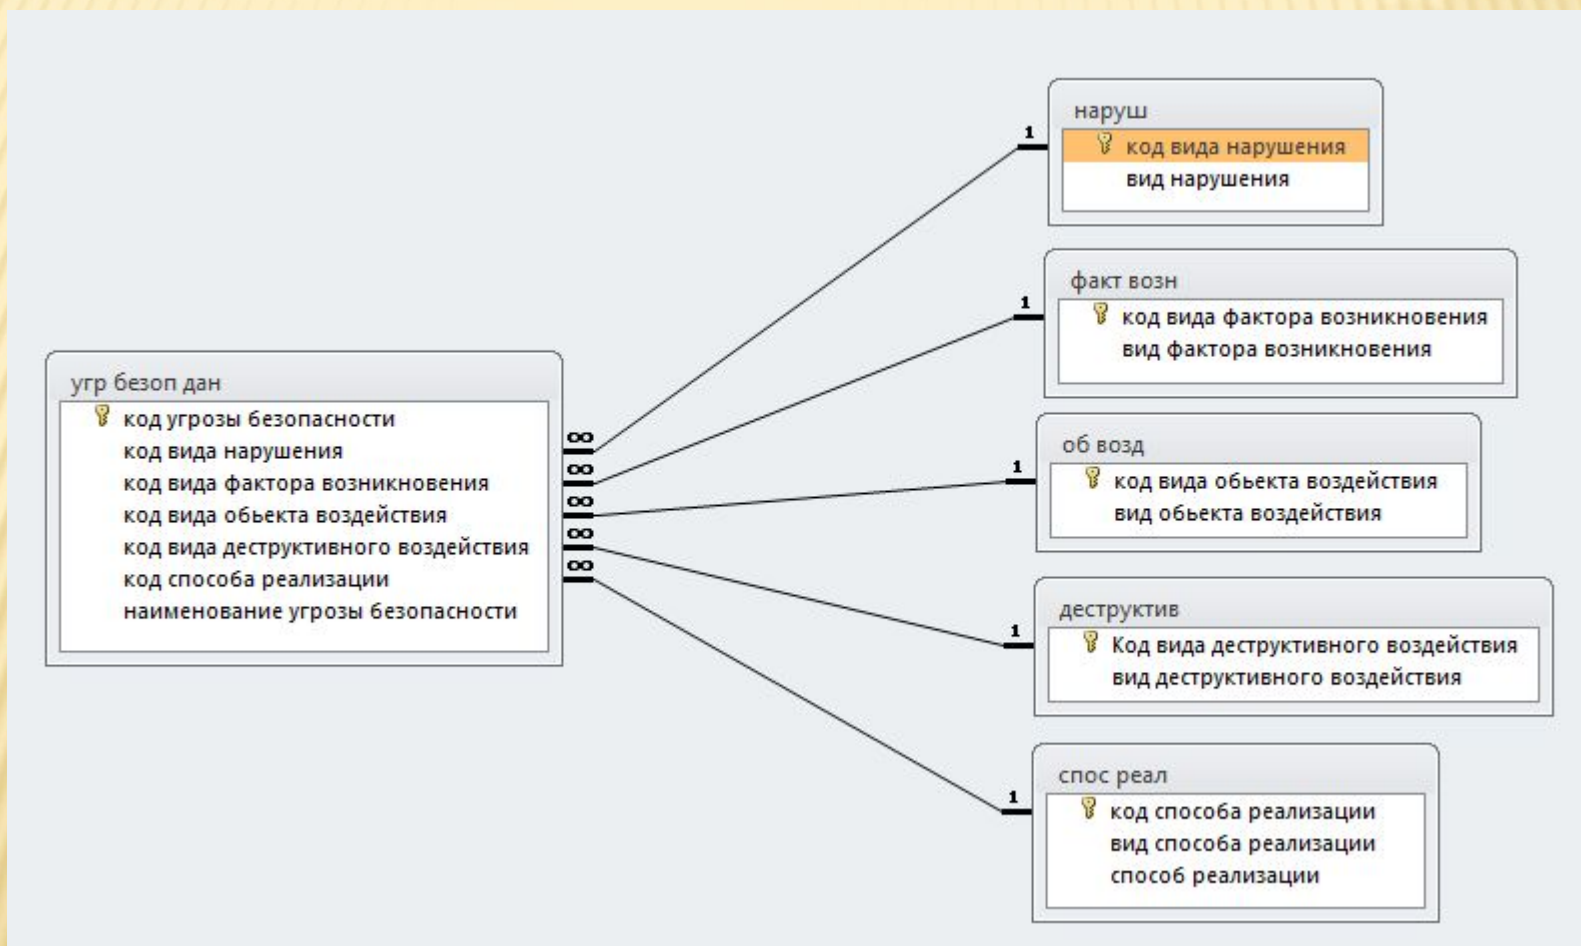 угр безоп дан
код угрозы безопасности
код вида нарушения
код вида фактора возникновения
код вида обьекта воздействия
код вида деструктивного воздействия
код способа реализации
наименование угрозы безопасности
∞
∞
∞
∞
∞
1
1
1
1
1
наруш
код вида нарушения
вид нарушения
факт возн
код вида фактора возникновения
вид фактора возникновения
об возд
код вида обьекта воздействия
вид обьекта воздействия
деструктив
Код вида деструктивного воздействия
вид деструктивного воздействия
спос реал
код способа реализации
вид способа реализации
способ реализации